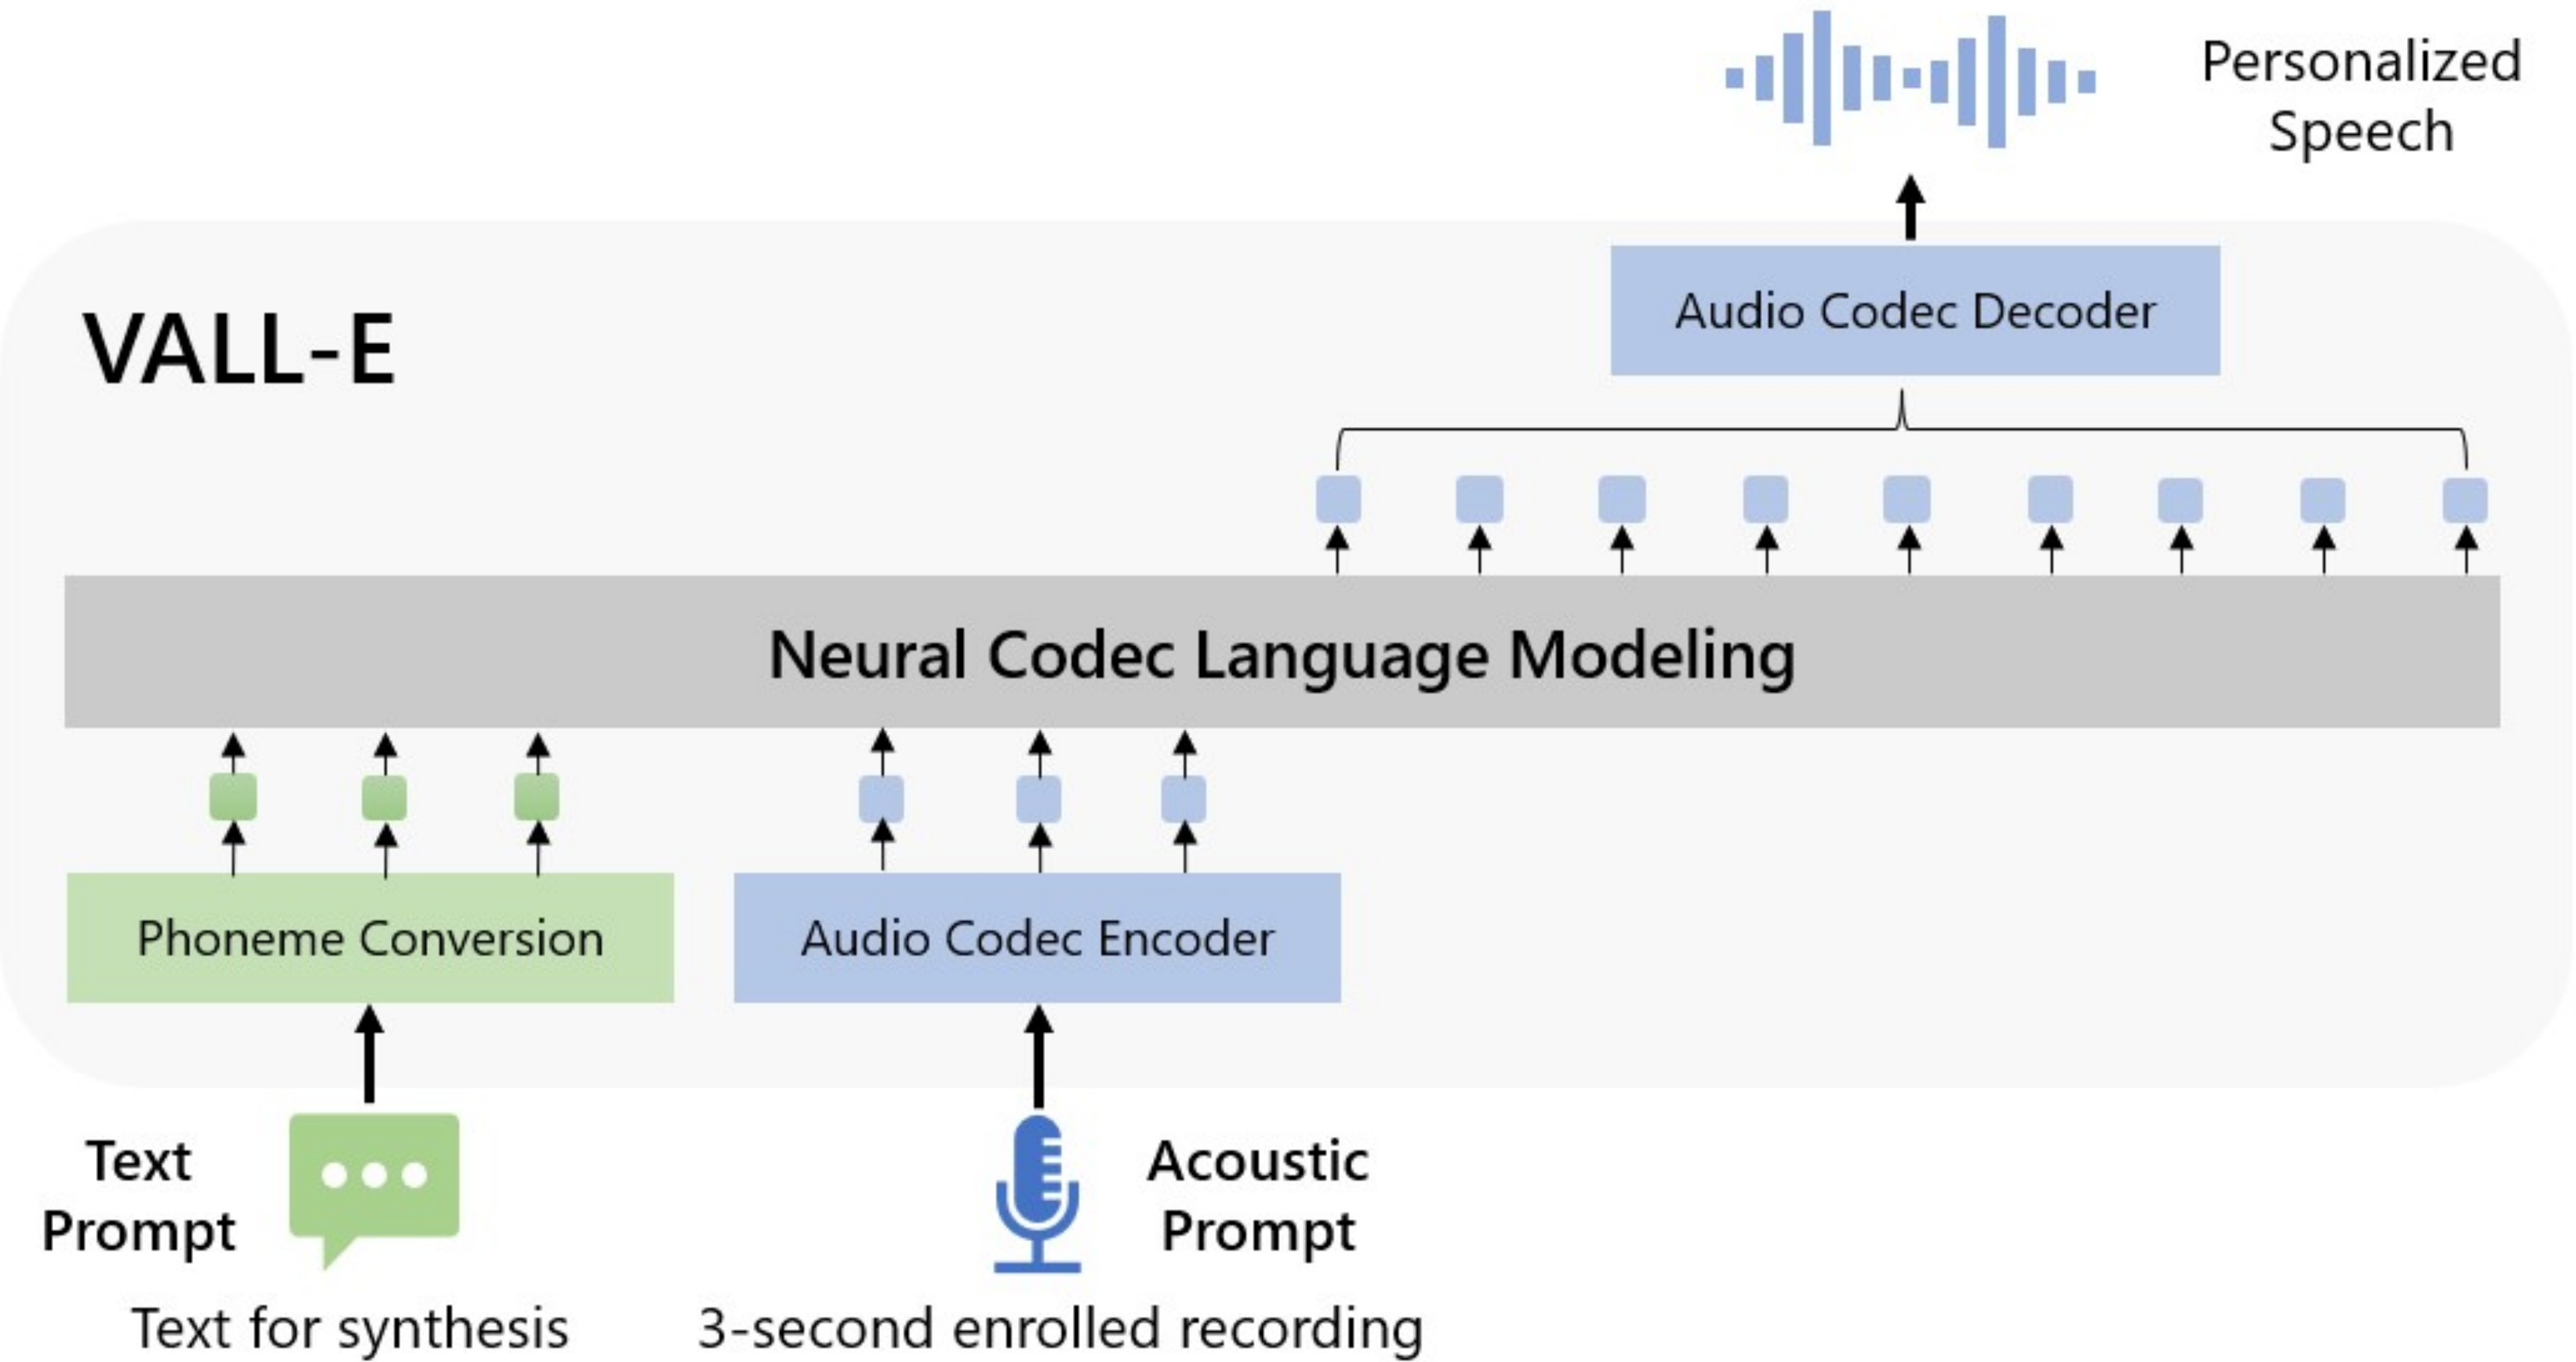 Personalized
Speech
Audio Codec Decoder
VALL-E
Neural Codec Language Modeling
Phoneme Conversion
Audio Codec Encoder
Text
Prompt
Acoustic
Prompt
Text for synthesis
3-second enrolled recording